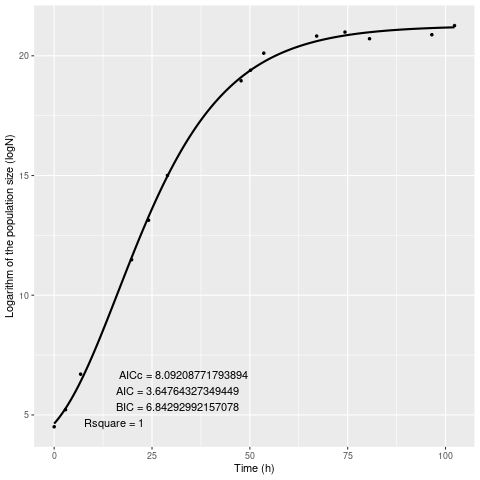 20
15
10
5
Logarithm of the population size (logN)
AICc = 8.09208771793894
AIC = 3.64764327349449
BIC = 6.84292992157078
Rsquare = 1
0 25 50 75 100
Time (h)